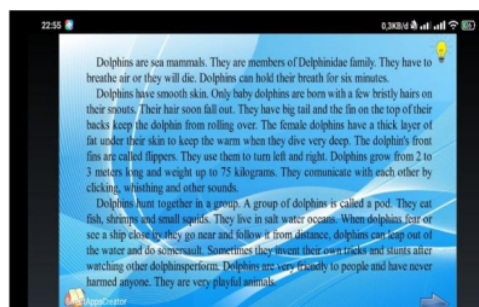 22:55
0,3KB/d
Dolphins are sea mammals. They are members of Delphinidae family. They have to
breathe air or they will die. Dolphins can hold their breath for six minutes.
Dolphins have smooth skin. Only baby dolphins are born with a few bristly hairs on
their snouts. Their hair soon fall out. They have big tail and the fin on the top of their
backs keep the dolphin from rolling over. The female dolphins have a thick layer of
fat under their skin to keep the warm when they dive very deep. The dolphin's front
fins are called flippers. They use them to turn left and right. Dolphins grow from 2 to
3 meters long and weight up to 75 kilograms. They comunicate with each other by
clicking, whisthing and other sounds.
Dolphons hunt together in a group. A group of dolphins is called a pod. They eat
fish, shrimps and small squids. They live in salt water oceans. When dolphins fear or
see a ship close by they go near and follow it from distance, dolphins can leap out of
the water and do somersault. Sometimes they invent their own tricks and stunts after
watching other dolphinsperform. Dolphins are very friendly to people and have never
harmed anyone. They are very playful animals.
AppsCreator